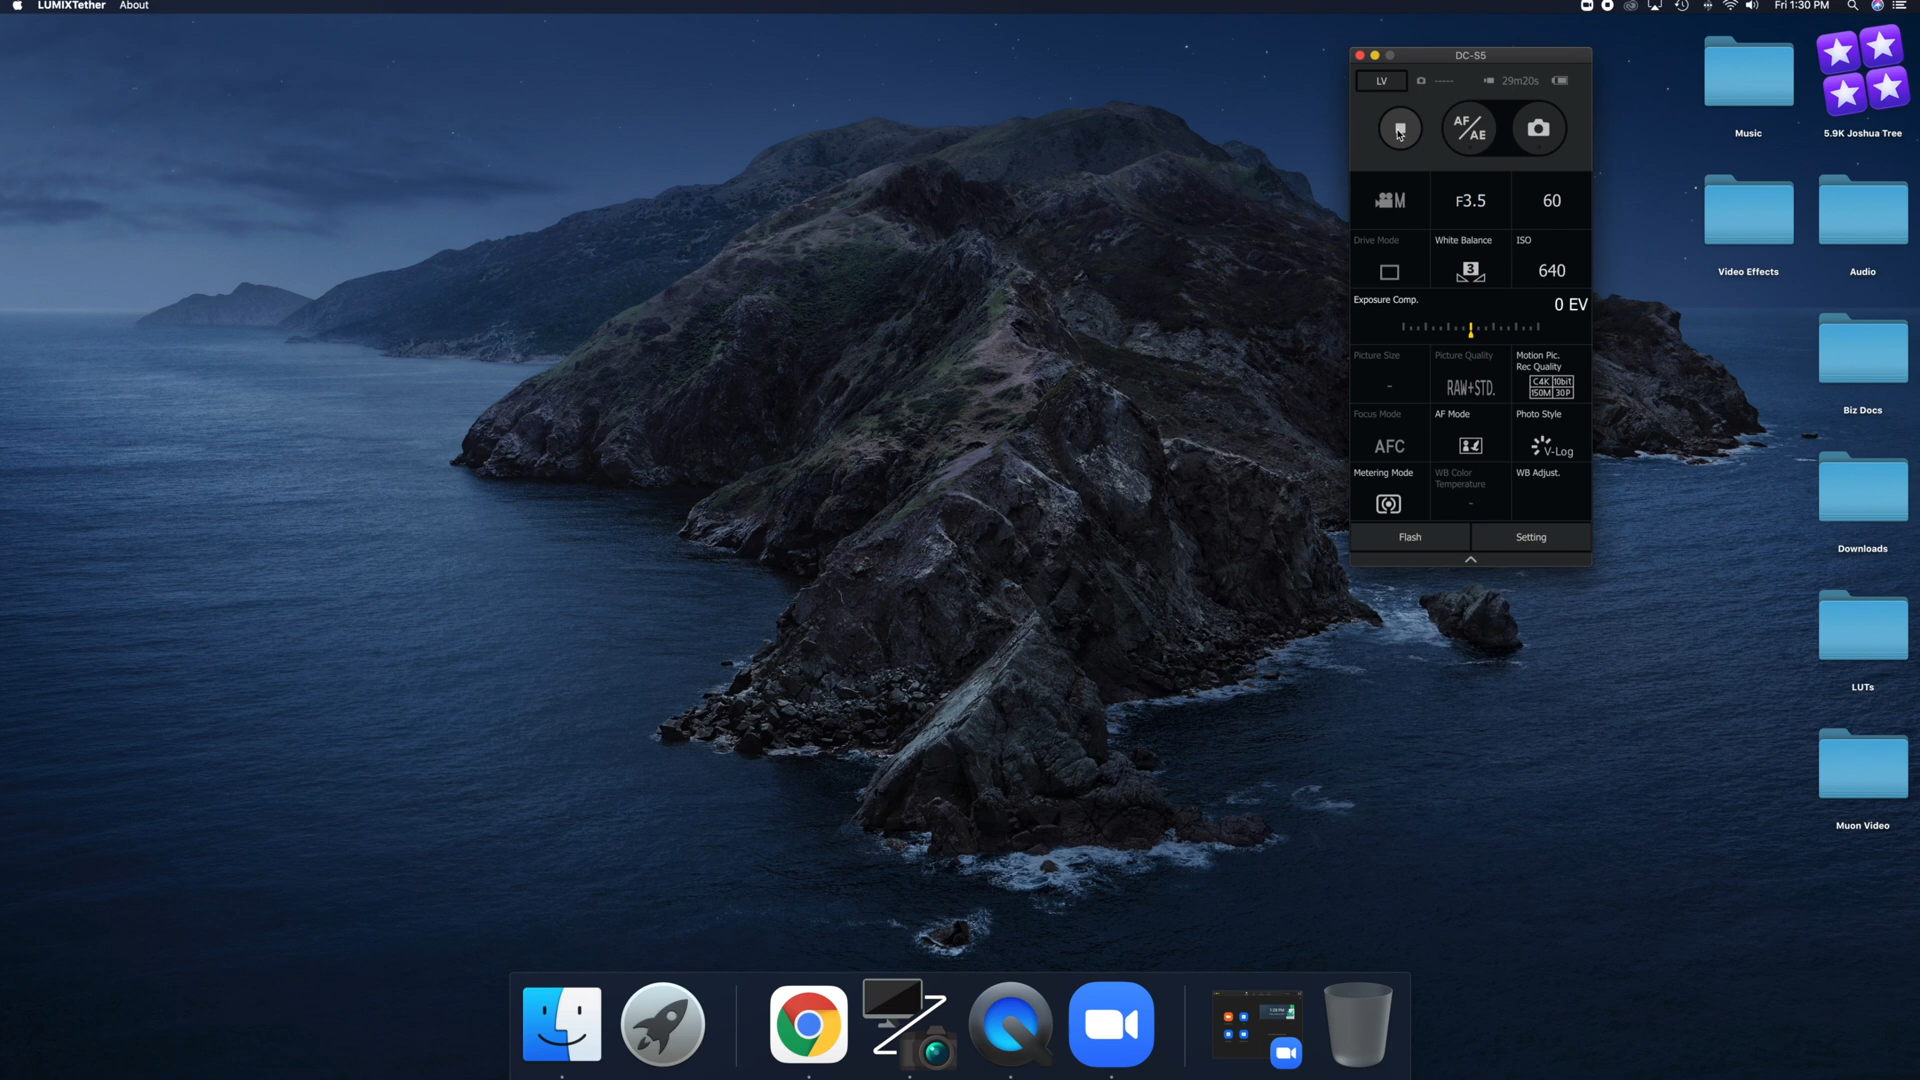 LUMIXTether About
Fri 1:30 PM
DC-S5
LV ----- 29m20s
AF/AE
M F3.5 60
Drive Mode White Balance ISO
3 640
Exposure Comp. 0 EV
Picture Size Picture Quality Motion Pic. Rec Quality
- RAW+STD. C4K 10bit
150M 30P
Focus Mode AF Mode Photo Style
AFC V-Log
Metering Mode WB Color Temperature WB Adjust.
-
Flash Setting
Music 5.9K Joshua Tree
Video Effects Audio
Biz Docs
Downloads
LUTs
Muon Video